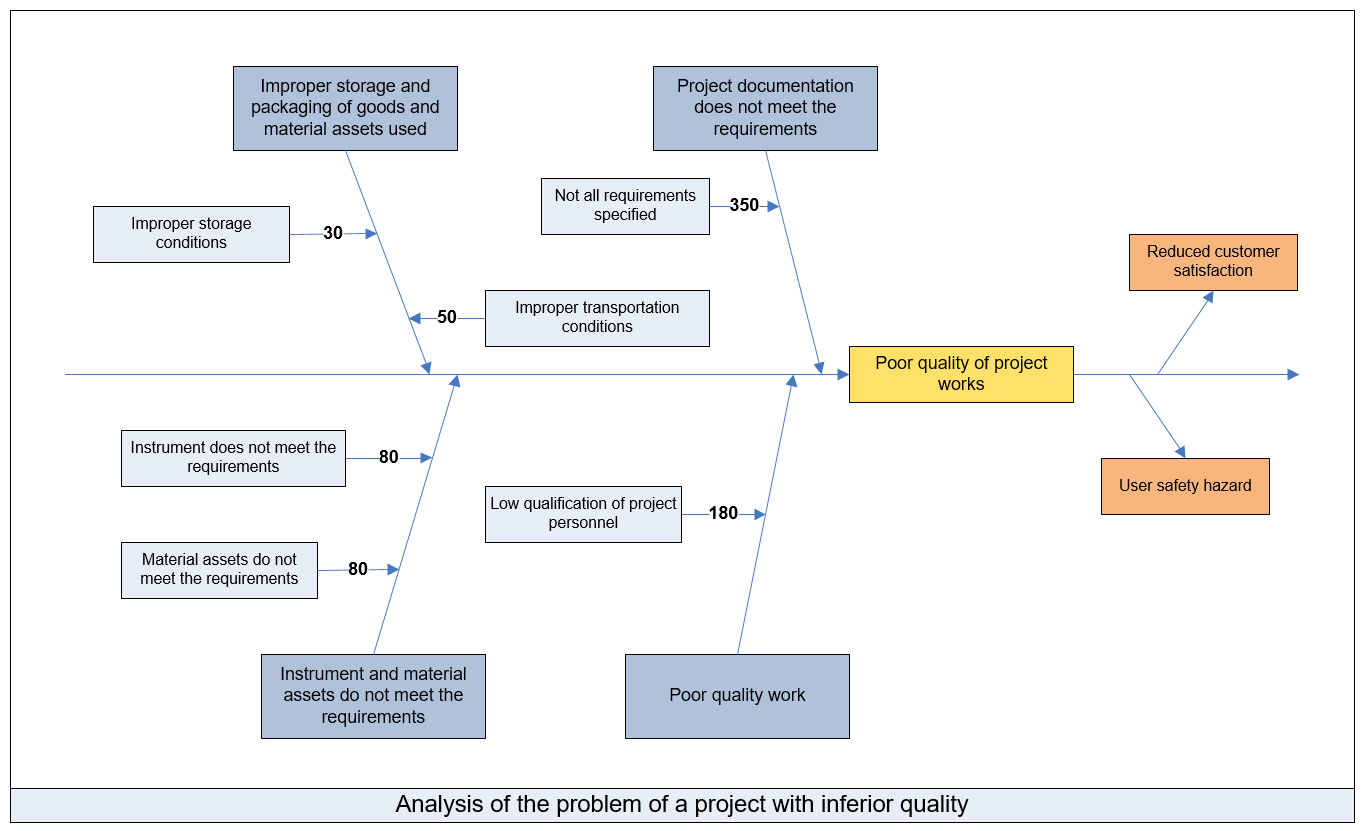 Improper storage and
packaging of goods and
material assets used
Project documentation
does not meet the
requirements
Not all requirements
specified
350
Improper storage
conditions
30
Reduced customer
satisfaction
50
Improper transportation
conditions
Poor quality of project
works
Instrument does not meet the
requirements
80
Low qualification of project
personnel
180
User safety hazard
Material assets do not
meet the requirements
80
Instrument and material
assets do not meet the
requirements
Poor quality work
Analysis of the problem of a project with inferior quality